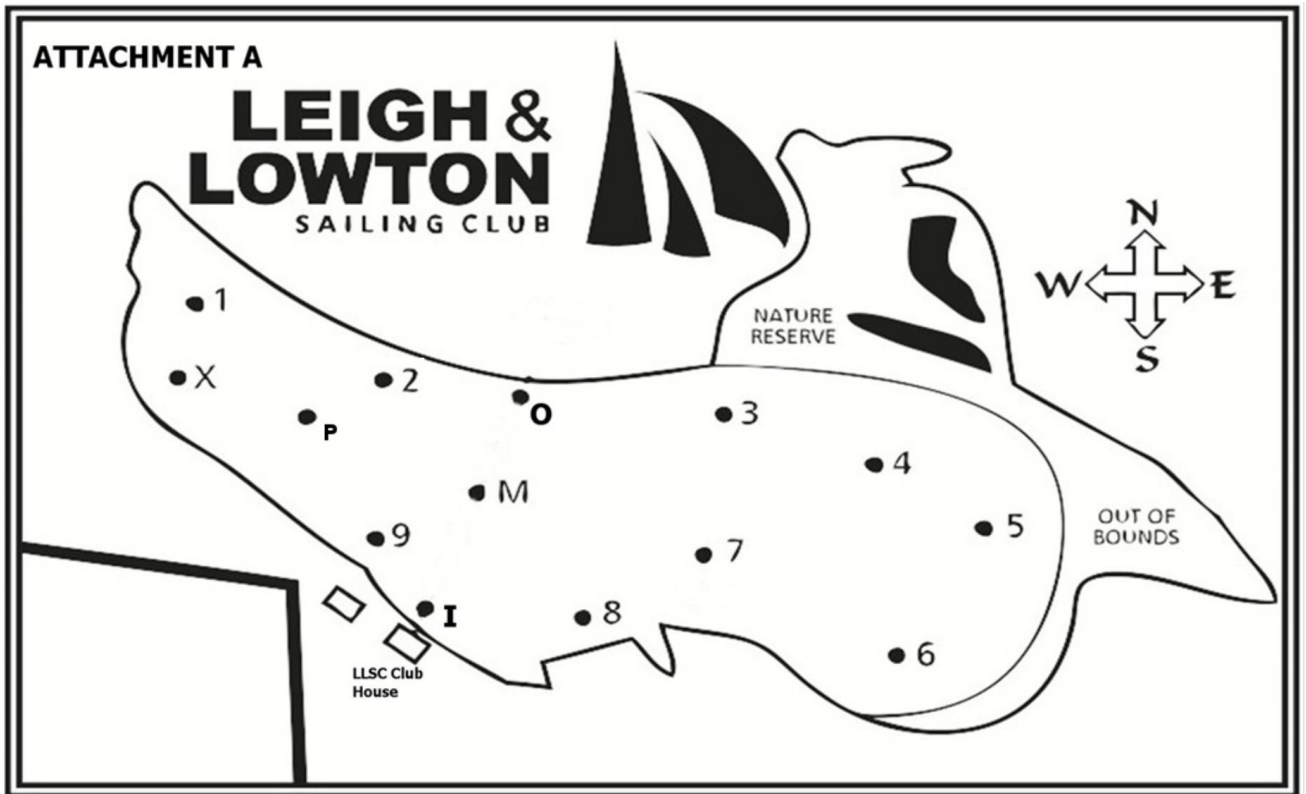 ATTACHMENT A
LEIGH &
LOWTON
SAILING CLUB
N
W
E
S
NATURE
RESERVE
1
X
2
P
O
3
4
M
9
5
OUT OF
BOUNDS
7
I
8
6
LLSC Club
House